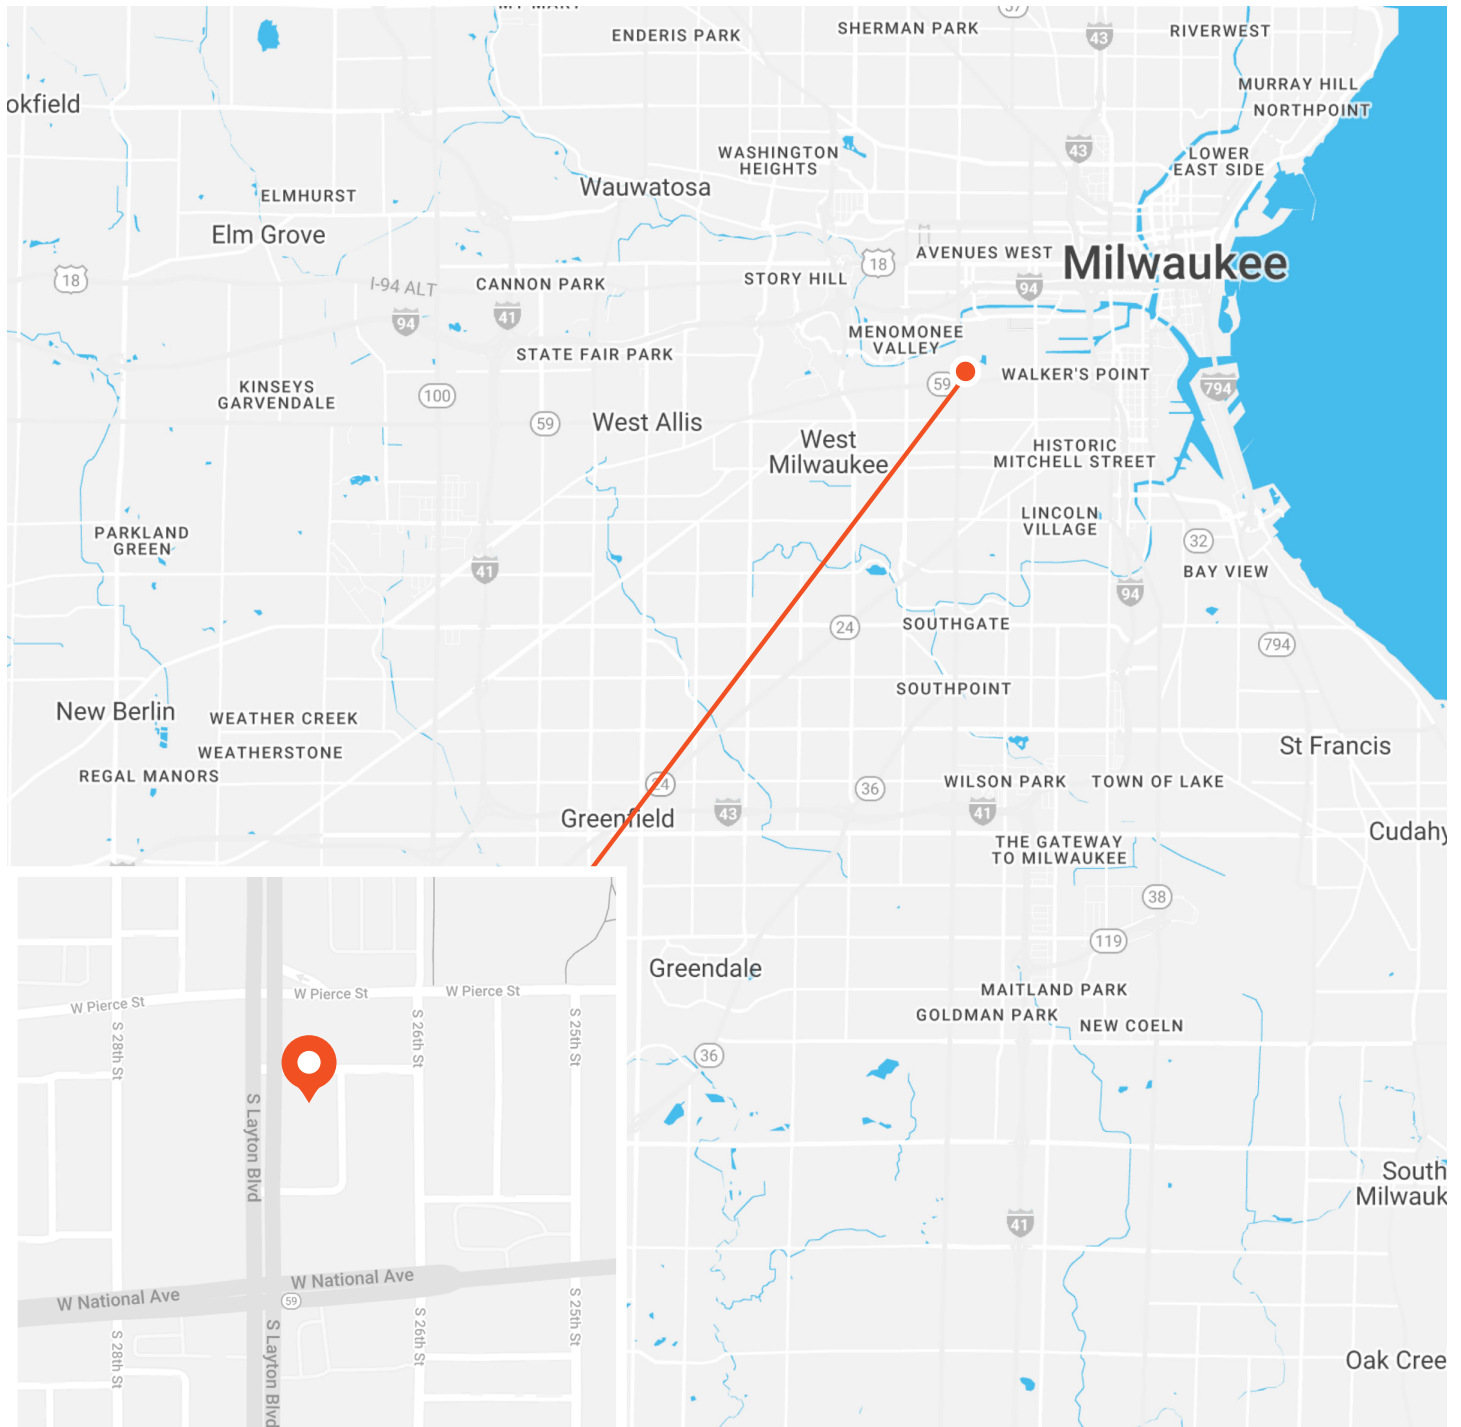 ENDERIS PARK
SHERMAN PARK
43
RIVERWEST
MURRAY HILL
NORTHPOINT
okfield
43
WASHINGTON
HEIGHTS
LOWER
EAST SIDE
Wauwatosa
ELMHURST
Elm Grove
AVENUES WEST
Milwaukee
18
18
STORY HILL
I-94 ALT
CANNON PARK
94
94
41
MENOMONEE
VALLEY
STATE FAIR PARK
WALKER'S POINT
59
794
KINSEYS
GARVENDALE
100
59
West Allis
West
Milwaukee
HISTORIC
MITCHELL STREET
LINCOLN
VILLAGE
PARKLAND
GREEN
32
41
BAY VIEW
94
24
SOUTHGATE
794
SOUTHPOINT
New Berlin
WEATHER CREEK
WEATHERSTONE
REGAL MANORS
St Francis
24
36
WILSON PARK
TOWN OF LAKE
Greenfield
43
41
Cudahy
THE GATEWAY
TO MILWAUKEE
38
119
Greendale
MAITLAND PARK
GOLDMAN PARK
NEW COELN
36
South
Milwauk
41
Oak Cree
W Pierce St
W Pierce St
W Pierce St
S 28th St
S 26th St
S 25th St
S Layton Blvd
W National Ave
W National Ave
59
S 28th St
S Layton Blvd
S 26th St
S 25th St